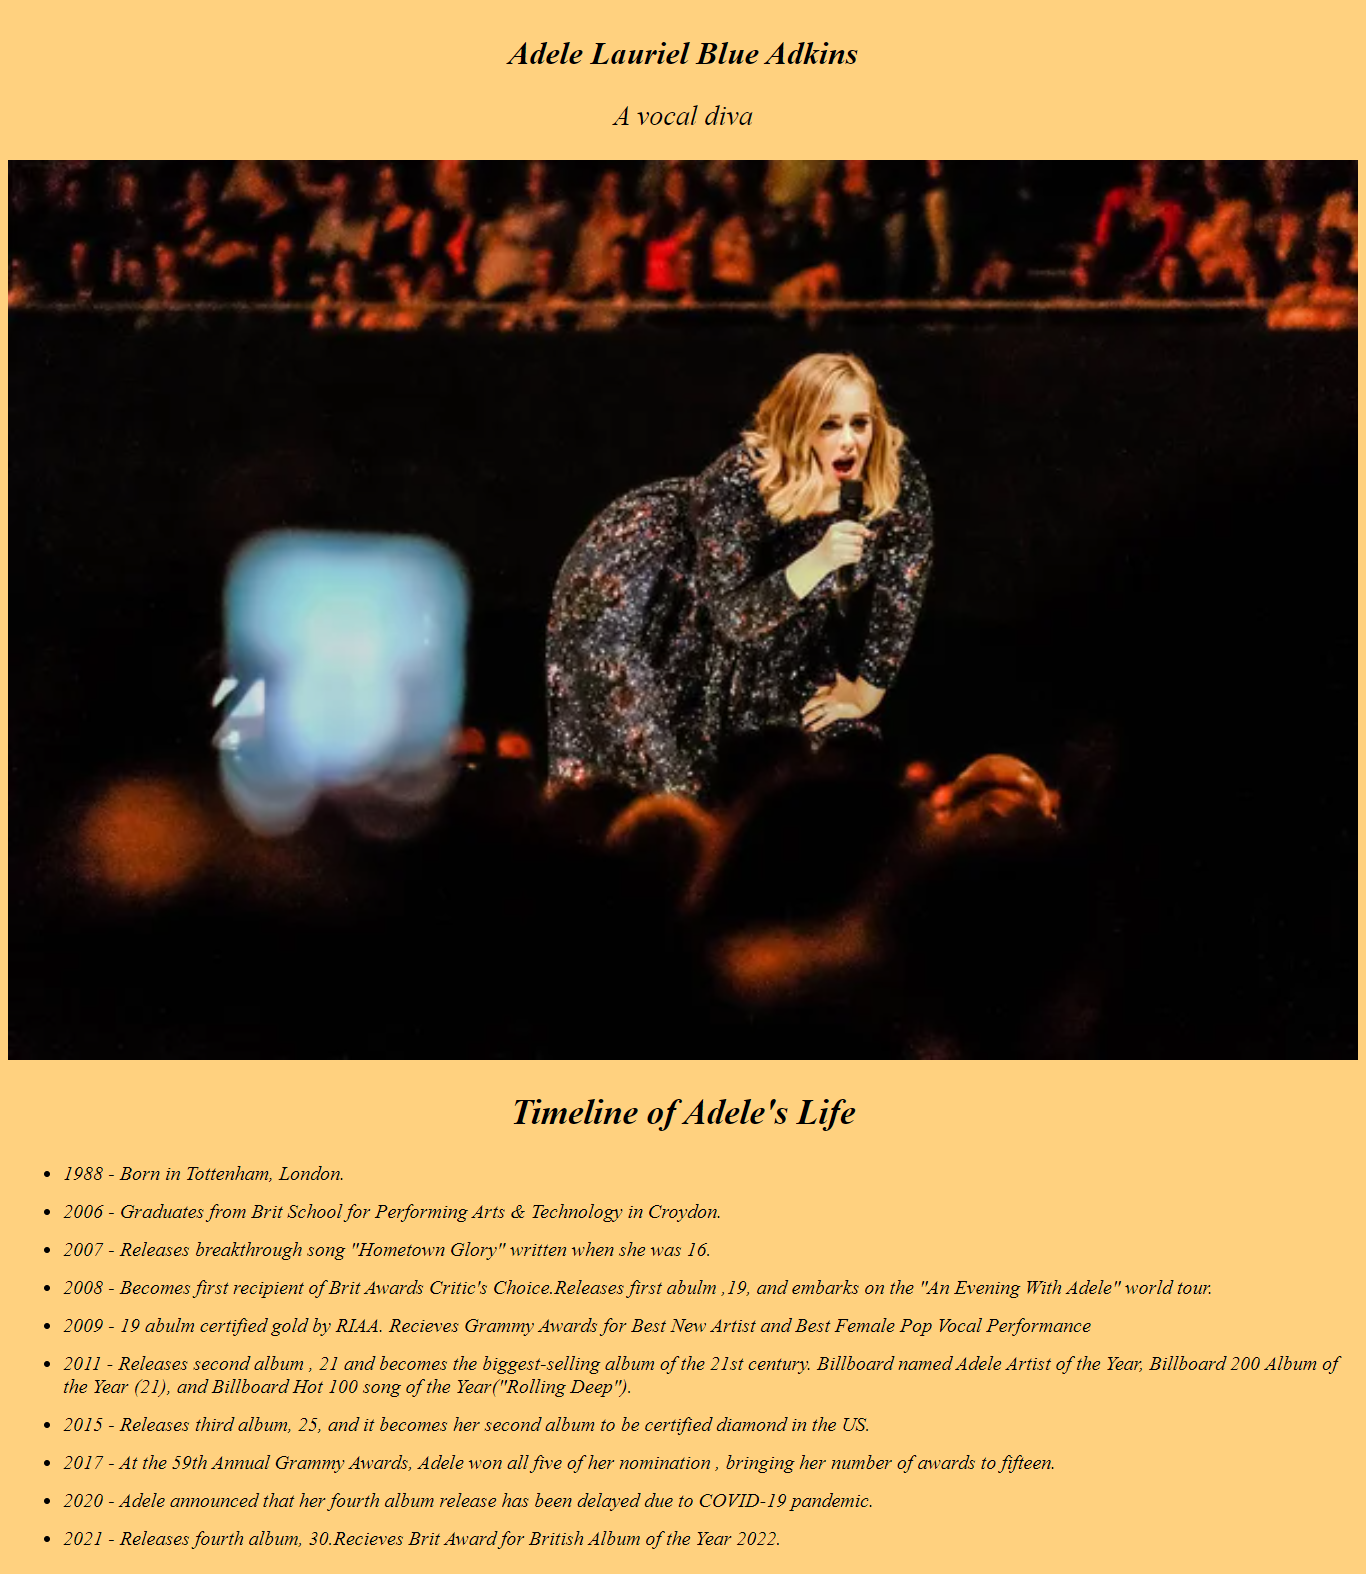 Adele Lauriel Blue Adkins
A vocal diva
Timeline of Adele's Life
• 1988 - Born in Tottenham, London.
• 2006 - Graduates from Brit School for Performing Arts & Technology in Croydon.
• 2007 - Releases breakthrough song "Hometown Glory" written when she was 16.
• 2008 - Becomes first recipient of Brit Awards Critic's Choice.Releases first abulm ,19, and embarks on the "An Evening With Adele" world tour.
• 2009 - 19 abulm certified gold by RIAA. Recieves Grammy Awards for Best New Artist and Best Female Pop Vocal Performance
• 2011 - Releases second album , 21 and becomes the biggest-selling album of the 21st century. Billboard named Adele Artist of the Year, Billboard 200 Album of
the Year (21), and Billboard Hot 100 song of the Year("Rolling Deep").
• 2015 - Releases third album, 25, and it becomes her second album to be certified diamond in the US.
• 2017 - At the 59th Annual Grammy Awards, Adele won all five of her nomination , bringing her number of awards to fifteen.
• 2020 - Adele announced that her fourth album release has been delayed due to COVID-19 pandemic.
• 2021 - Releases fourth album, 30.Recieves Brit Award for British Album of the Year 2022.